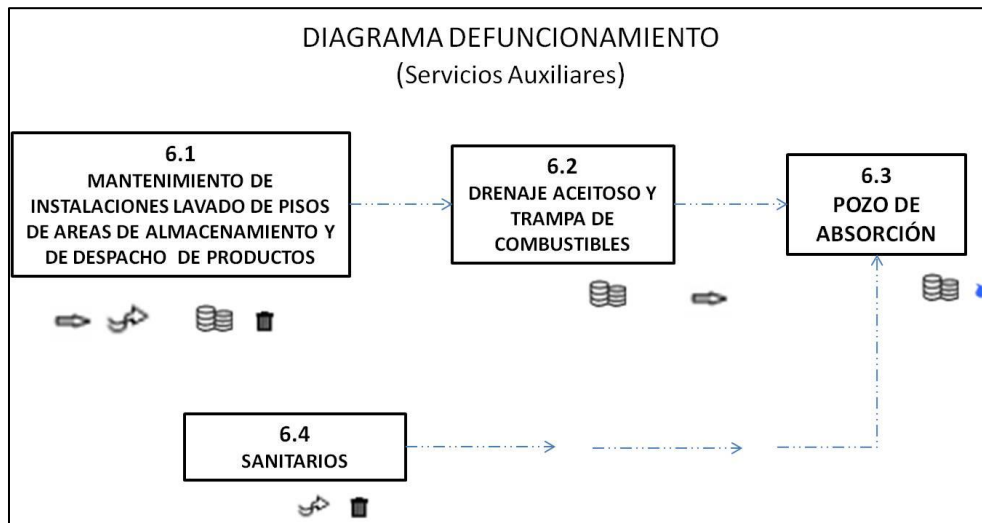 DIAGRAMA DEFUNCIONAMIENTO
(Servicios Auxiliares)
6.1
MANTENIMIENTO DE
INSTALACIONES LAVADO DE PISOS
DE AREAS DE ALMACENAMIENTO Y
DE DESPACHO DE PRODUCTOS
6.2
DRENAJE ACEITOSO Y
TRAMPA DE
COMBUSTIBLES
6.3
POZO DE
ABSORCIÓN
6.4
SANITARIOS